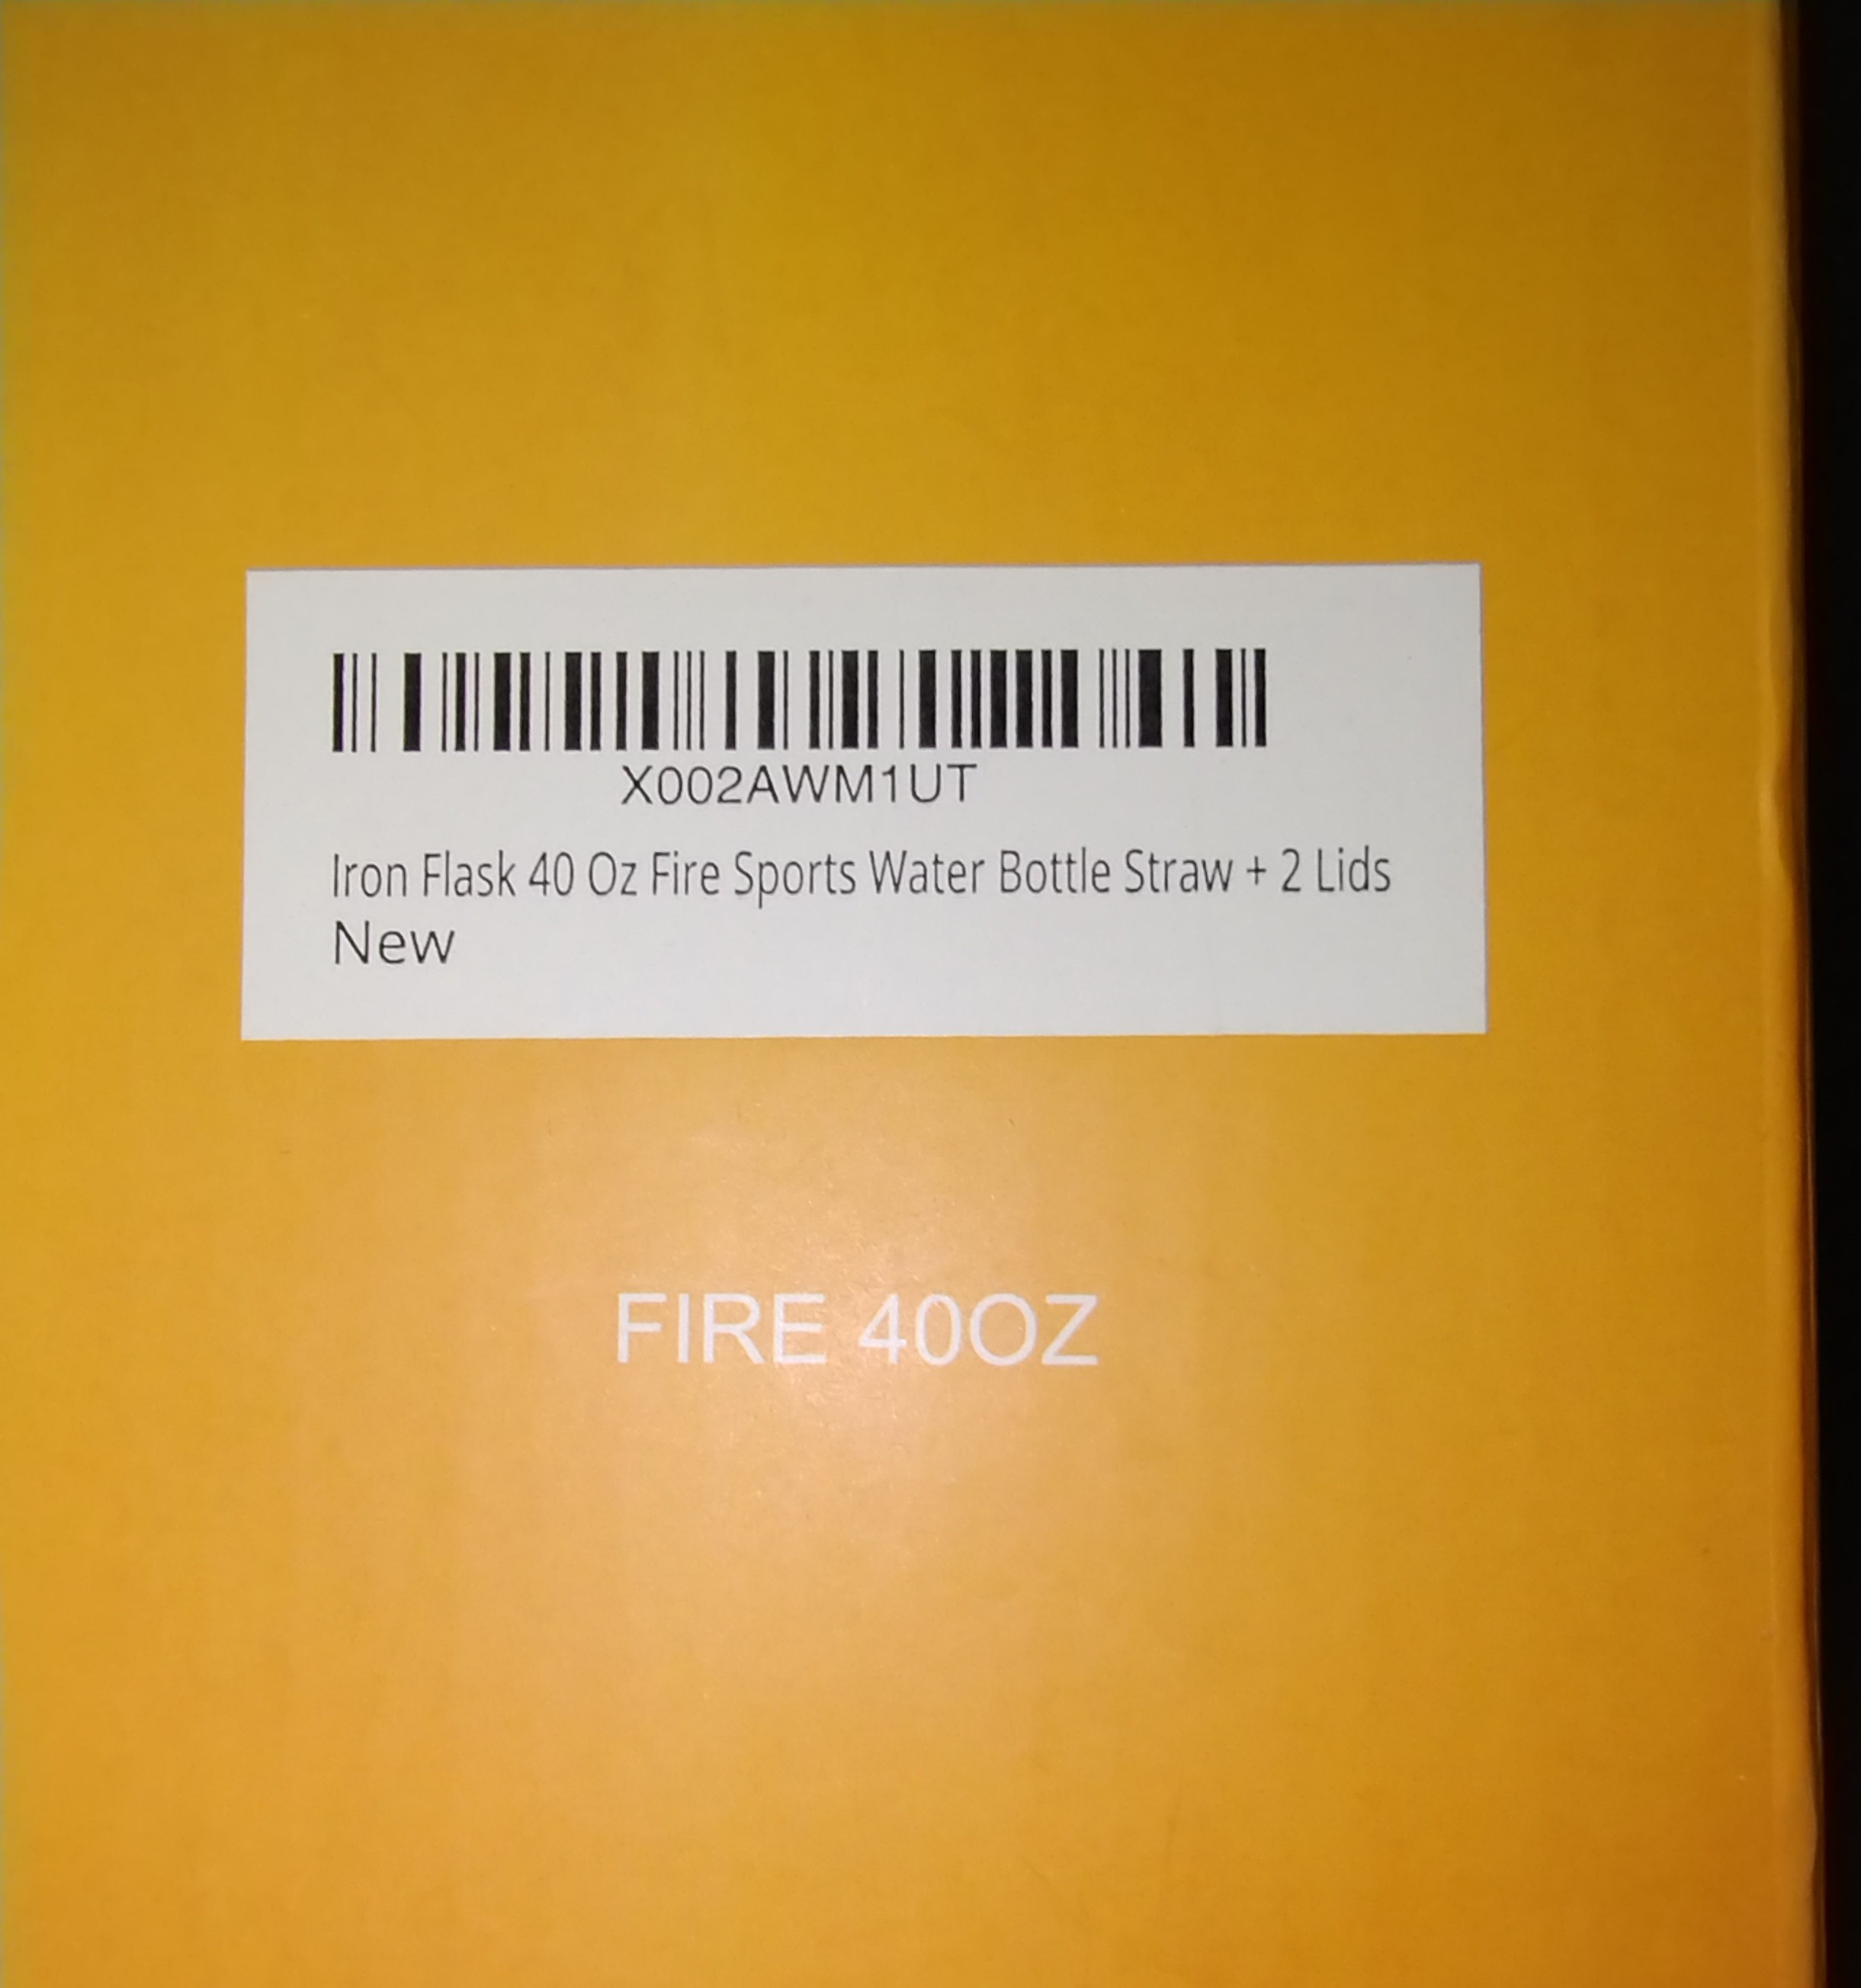 X002AWM1UT
Iron Flask 40 Oz Fire Sports Water Bottle Straw + 2 Lids
New
FIRE 40OZ